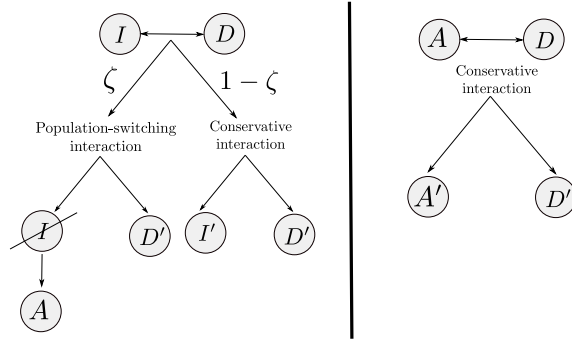 I D
ζ 1 − ζ
Population-switching
interaction
Conservative
interaction
I D′ I′ D′
A
A D
Conservative
interaction
A′ D′